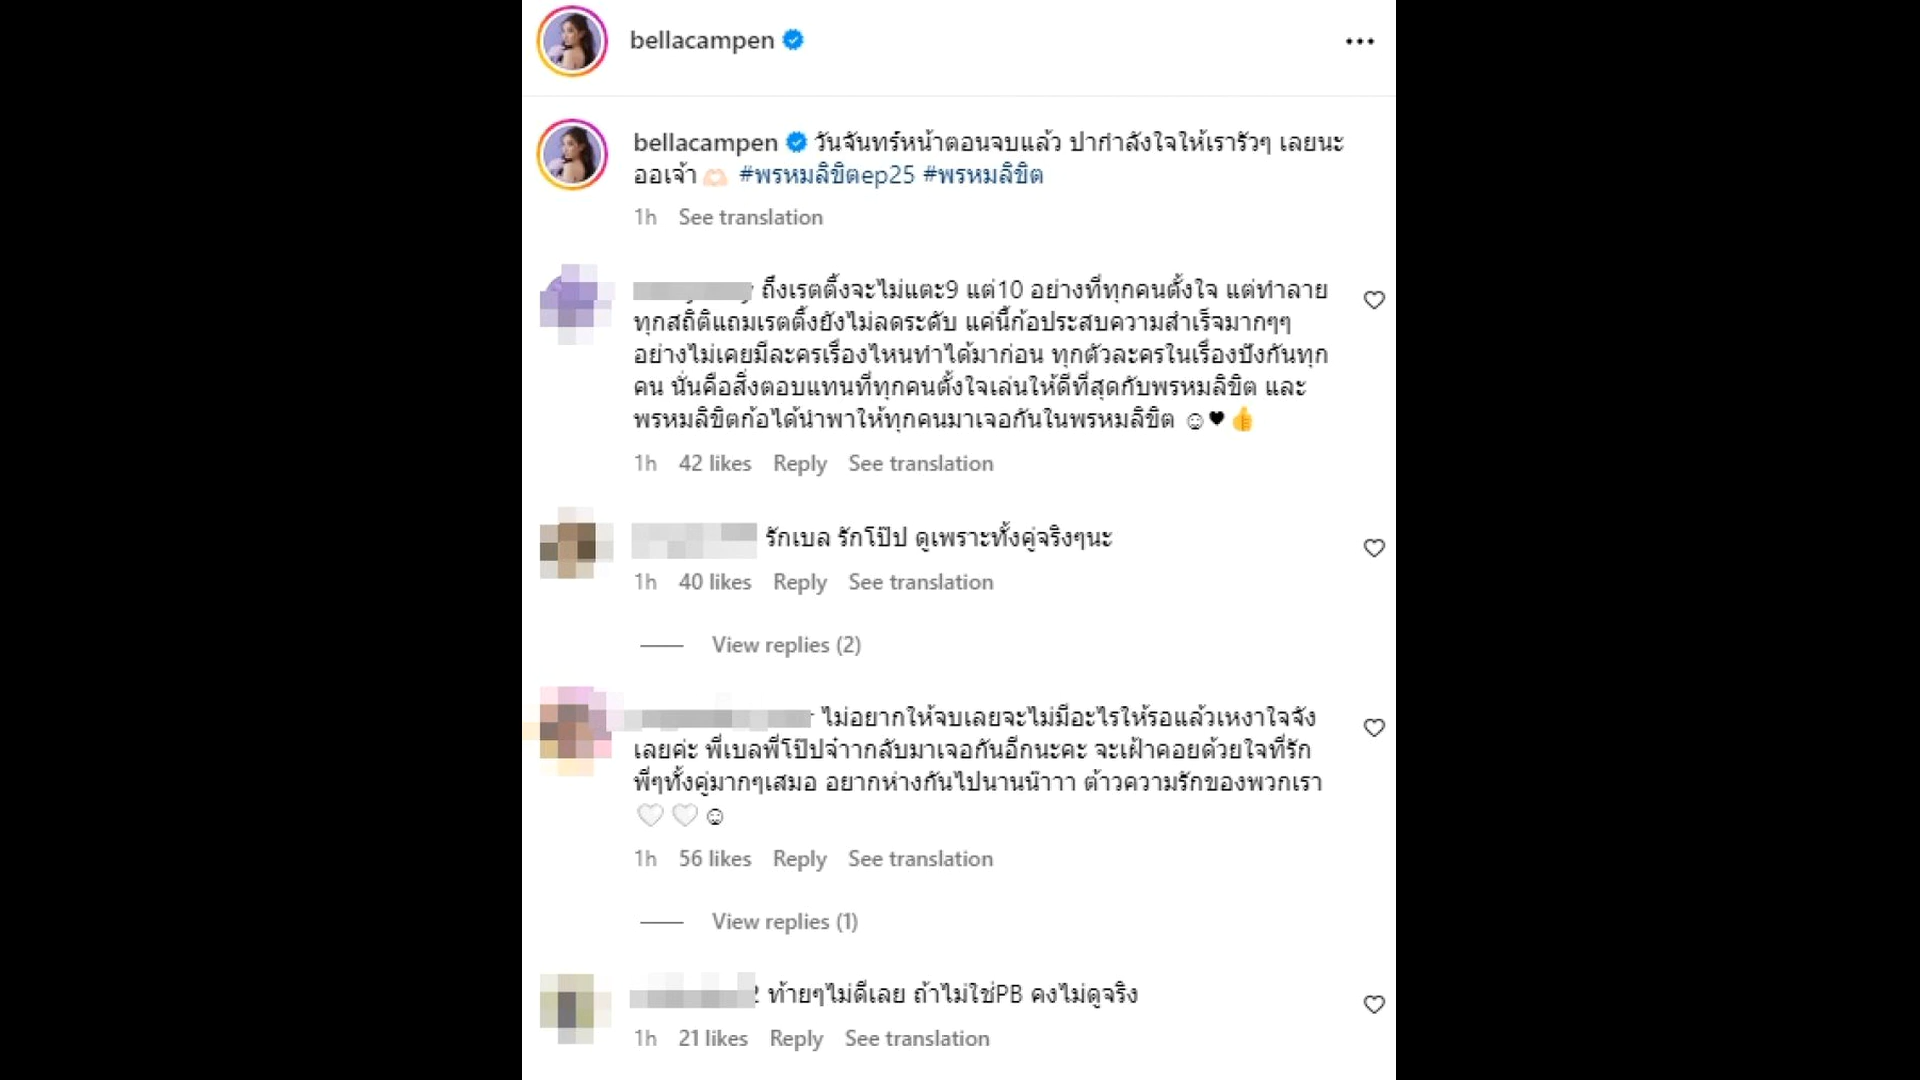 bellacampen
bellacampen วันจันทร์หน้าตอนจบแล้ว ปากำลังใจให้เรารัวๆ เลยนะ
ออเจ้า🫶🏻 #พรหมลิขิตep25 #พรหมลิขิต
1h See translation
ถึงเรตติ้งจะไม่แตะ9 แต่10 อย่างที่ทุกคนตั้งใจ แต่ทำลาย
ทุกสถิติแถมเรตติ้งยังไม่ลดระดับ แค่นี้ก้อประสบความสำเร็จมากๆๆ
อย่างไม่เคยมีละครเรื่องไหนทำได้มาก่อน ทุกตัวละครในเรื่องปังกันทุก
คน นั่นคือสิ่งตอบแทนที่ทุกคนตั้งใจเล่นให้ดีที่สุดกับพรหมลิขิต และ
พรหมลิขิตก้อได้นำพาให้ทุกคนมาเจอกันในพรหมลิขิต ☺♥👍
1h 42 likes Reply See translation
รักเบล รักโป๊ป ดูเพราะทั้งคู่จริงๆนะ
1h 40 likes Reply See translation
View replies (2)
ไม่อยากให้จบเลยจะไม่มีอะไรให้รอแล้วเหงาใจจัง
เลยค่ะ พี่เบลพี่โป๊ปจ๋ากลับมาเจอกันอีกนะคะ จะเฝ้าคอยด้วยใจที่รัก
พี่ๆทั้งคู่มากๆเสมอ อยากห่างกันไปนานน๊าาา ต้าวความรักของพวกเรา
🤍🤍☺
1h 56 likes Reply See translation
View replies (1)
ท้ายๆไม่ดีเลย ถ้าไม่ใช่PB คงไม่ดูจริง
1h 21 likes Reply See translation